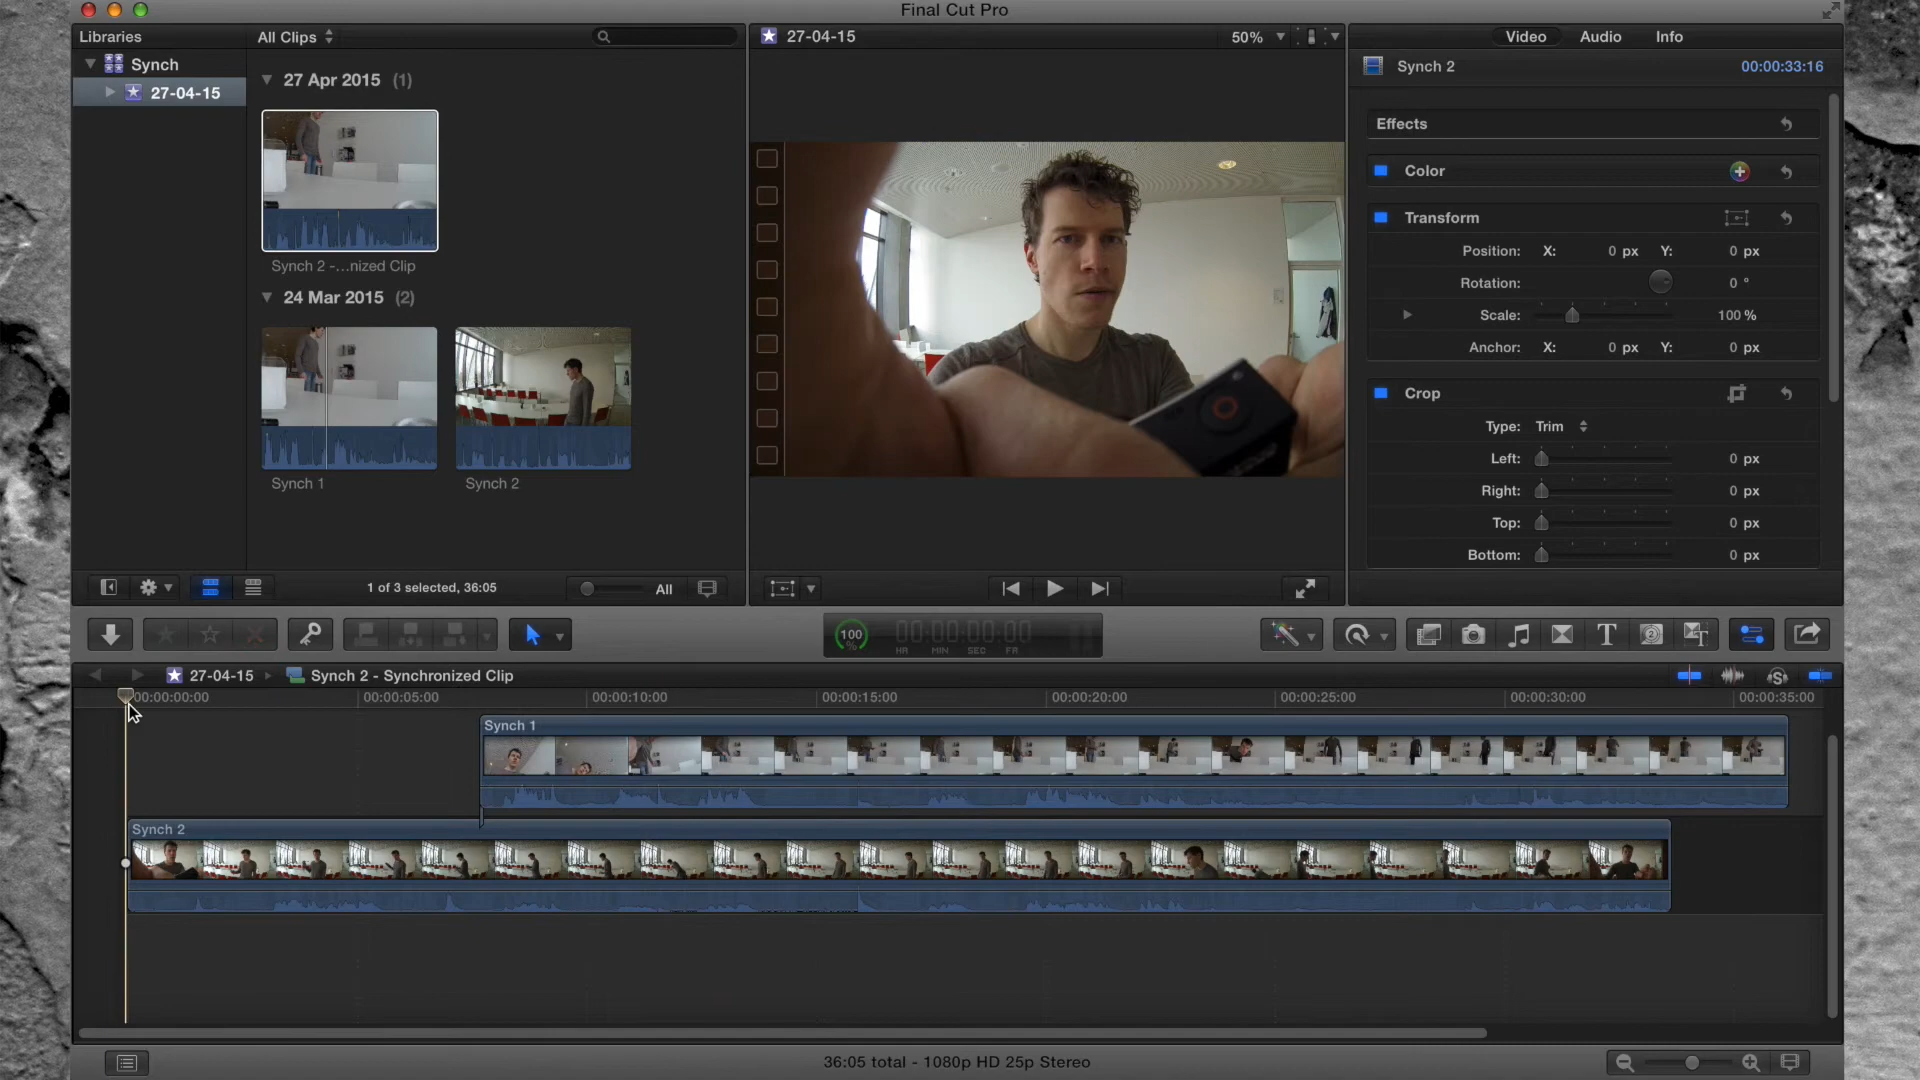 Final Cut Pro
Libraries
All Clips
27-04-15
50%
Video
Audio
Info
Synch
27-04-15
27 Apr 2015 (1)
Synch 2 -...nized Clip
24 Mar 2015 (2)
Synch 1
Synch 2
Synch 2
00:00:33:16
Effects
Color
Transform
Position: X: 0 px Y: 0 px
Rotation: 0 °
Scale: 100 %
Anchor: X: 0 px Y: 0 px
Crop
Type: Trim
Left: 0 px
Right: 0 px
Top: 0 px
Bottom: 0 px
1 of 3 selected, 36:05
All
100
%
00:00:00:00
HR MIN SEC FR
27-04-15
Synch 2 - Synchronized Clip
00:00:00:00
00:00:05:00
00:00:10:00
00:00:15:00
00:00:20:00
00:00:25:00
00:00:30:00
00:00:35:00
Synch 1
Synch 2
36:05 total - 1080p HD 25p Stereo